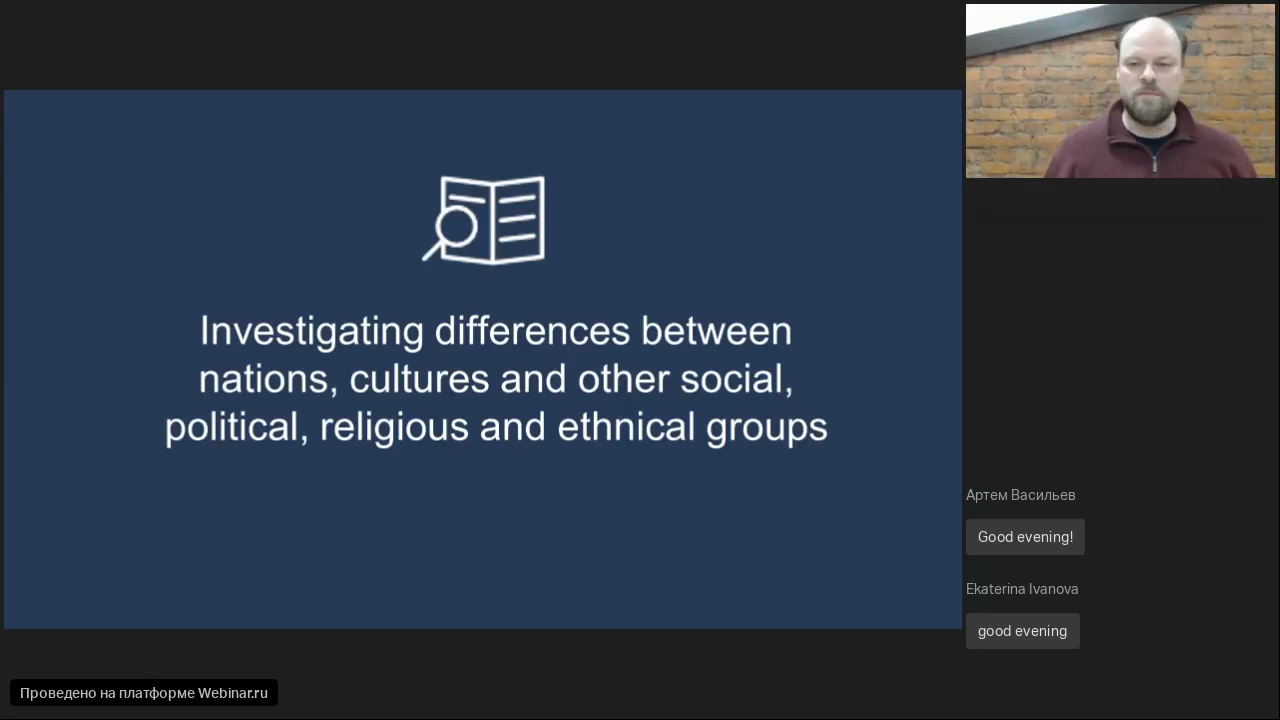 Investigating differences between
nations, cultures and other social,
political, religious and ethnical groups
Артем Васильев
Good evening!
Ekaterina Ivanova
good evening
Проведено на платформе Webinar.ru